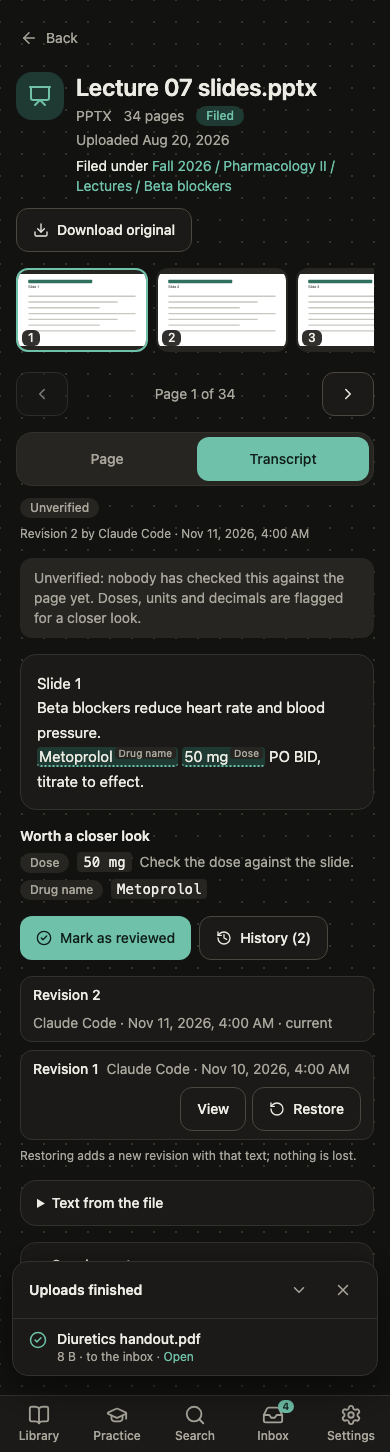 Back
Lecture 07 slides.pptx
PPTX 34 pages Filed
Uploaded Aug 20, 2026
Filed under Fall 2026 / Pharmacology II /
Lectures / Beta blockers
Download original
Slide 1
1
Slide 2
2
Slide 3
3
Page 1 of 34
Page
Transcript
Unverified
Revision 2 by Claude Code · Nov 11, 2026, 4:00 AM
Unverified: nobody has checked this against the
page yet. Doses, units and decimals are flagged
for a closer look.
Slide 1
Beta blockers reduce heart rate and blood
pressure.
Metoprolol Drug name 50 mg Dose PO BID,
titrate to effect.
Worth a closer look
Dose 50 mg Check the dose against the slide.
Drug name Metoprolol
Mark as reviewed
History (2)
Revision 2
Claude Code · Nov 11, 2026, 4:00 AM · current
Revision 1 Claude Code · Nov 10, 2026, 4:00 AM
View
Restore
Restoring adds a new revision with that text; nothing is lost.
Text from the file
Uploads finished
Diuretics handout.pdf
8 B · to the inbox · Open
4
Library
Practice
Search
Inbox
Settings